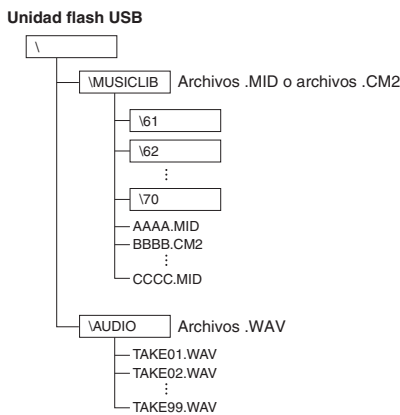 Unidad flash USB
\
\MUSICLIB Archivos .MID o archivos .CM2
\61
\62
⋮
\70
AAAA.MID
BBBB.CM2
⋮
CCCC.MID
\AUDIO Archivos .WAV
TAKE01.WAV
TAKE02.WAV
⋮
TAKE99.WAV